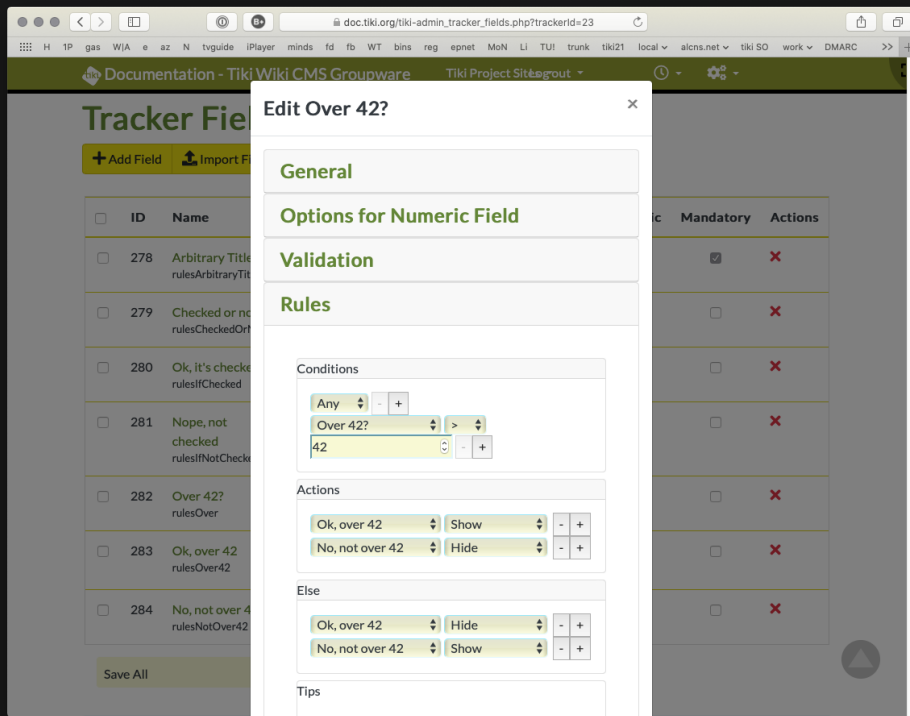 doc.tiki.org/tiki-admin_tracker_fields.php?trackerId=23
H 1P gas W|A e az N tvguide iPlayer minds fd fb WT bins reg epnet MoN Li TU! trunk tiki21 local alcns.net tiki SO work DMARC >> +
tiki Documentation - Tiki Wiki CMS Groupware Tiki Project Sites Logout
Tracker Fiel
Edit Over 42? ×
+ Add Field Import Fi
General
ID Name ic Mandatory Actions
Options for Numeric Field
278 Arbitrary Title
rulesArbitraryTit
Validation
Rules
279 Checked or no
rulesCheckedOrN
280 Ok, it's checke
rulesIfChecked
281 Nope, not
checked
rulesIfNotChecke
282 Over 42?
rulesOver
283 Ok, over 42
rulesOver42
284 No, not over 4
rulesNotOver42
Save All
Conditions
Any - +
Over 42? >
42 - +
Actions
Ok, over 42 Show - +
No, not over 42 Hide - +
Else
Ok, over 42 Hide - +
No, not over 42 Show - +
Tips